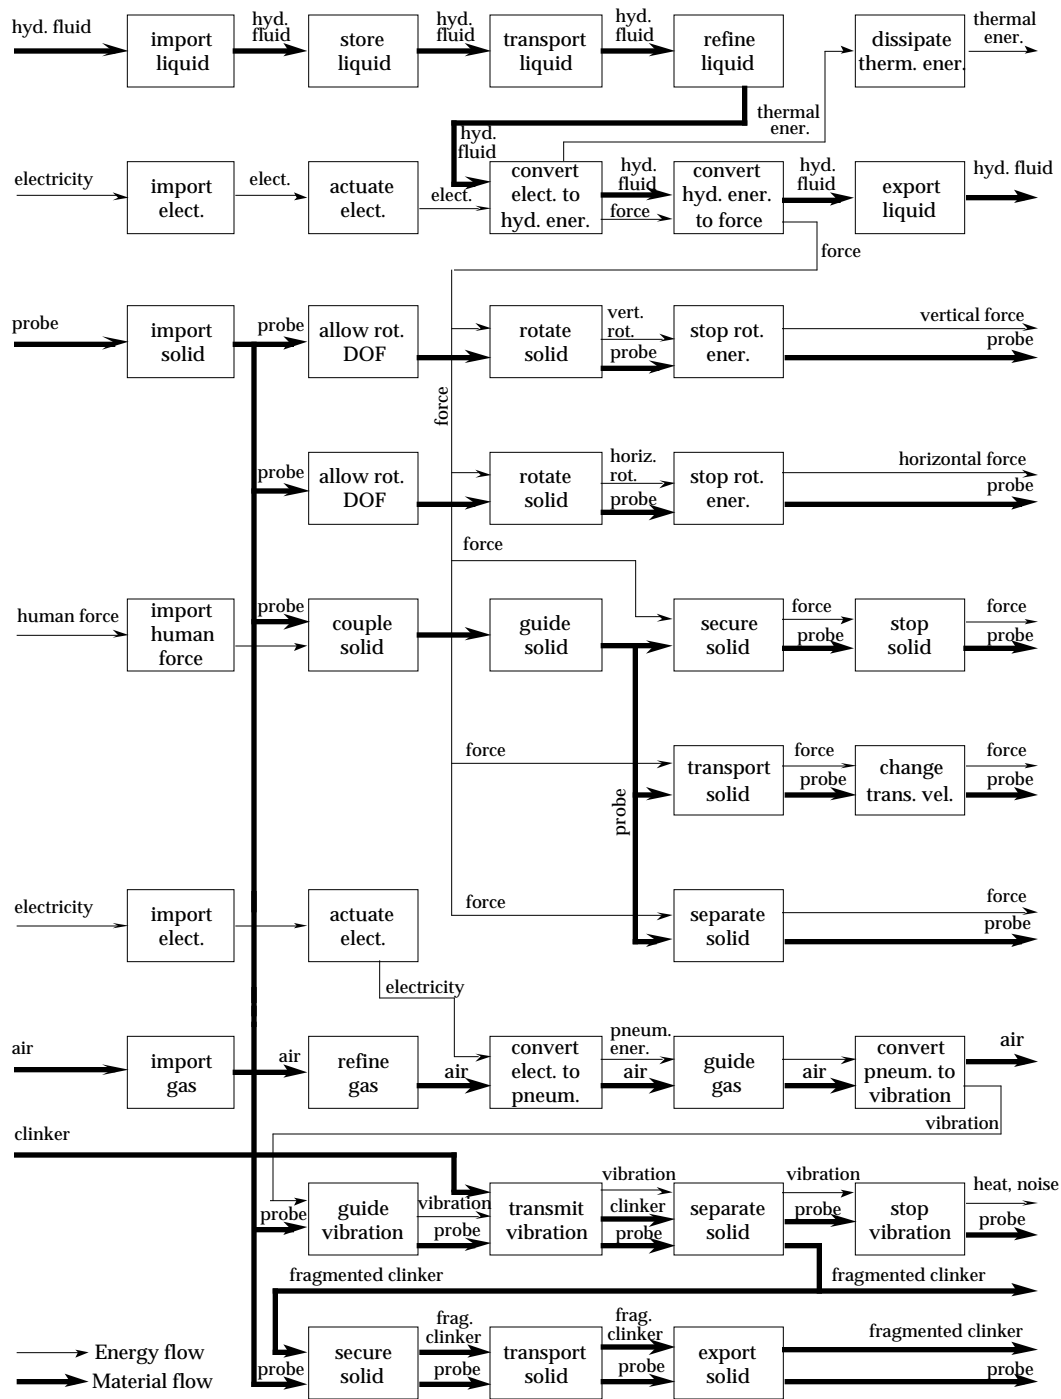 hyd. fluid
import
liquid
hyd.
fluid
store
liquid
hyd.
fluid
transport
liquid
hyd.
fluid
refine
liquid
dissipate
therm. ener.
thermal
ener.
thermal
ener.
hyd.
fluid
electricity
import
elect.
elect.
actuate
elect.
elect.
convert
elect. to
hyd. ener.
hyd.
fluid
force
convert
hyd. ener.
to force
hyd.
fluid
export
liquid
hyd. fluid
force
probe
import
solid
probe
allow rot.
DOF
rotate
solid
vert.
rot.
probe
stop rot.
ener.
vertical force
probe
force
probe
allow rot.
DOF
rotate
solid
horiz.
rot.
probe
stop rot.
ener.
horizontal force
probe
force
human force
import
human
force
probe
couple
solid
guide
solid
secure
solid
force
probe
stop
solid
force
probe
force
transport
solid
force
probe
change
trans. vel.
force
probe
probe
electricity
import
elect.
actuate
elect.
force
separate
solid
force
probe
electricity
air
import
gas
air
refine
gas
air
convert
elect. to
pneum.
pneum.
ener.
air
guide
gas
air
convert
pneum. to
vibration
air
vibration
clinker
probe
guide
vibration
vibration
probe
transmit
vibration
vibration
clinker
probe
separate
solid
vibration
probe
stop
vibration
heat, noise
probe
fragmented clinker
fragmented clinker
probe
secure
solid
frag.
clinker
probe
transport
solid
frag.
clinker
probe
export
solid
fragmented clinker
probe
Energy flow
Material flow